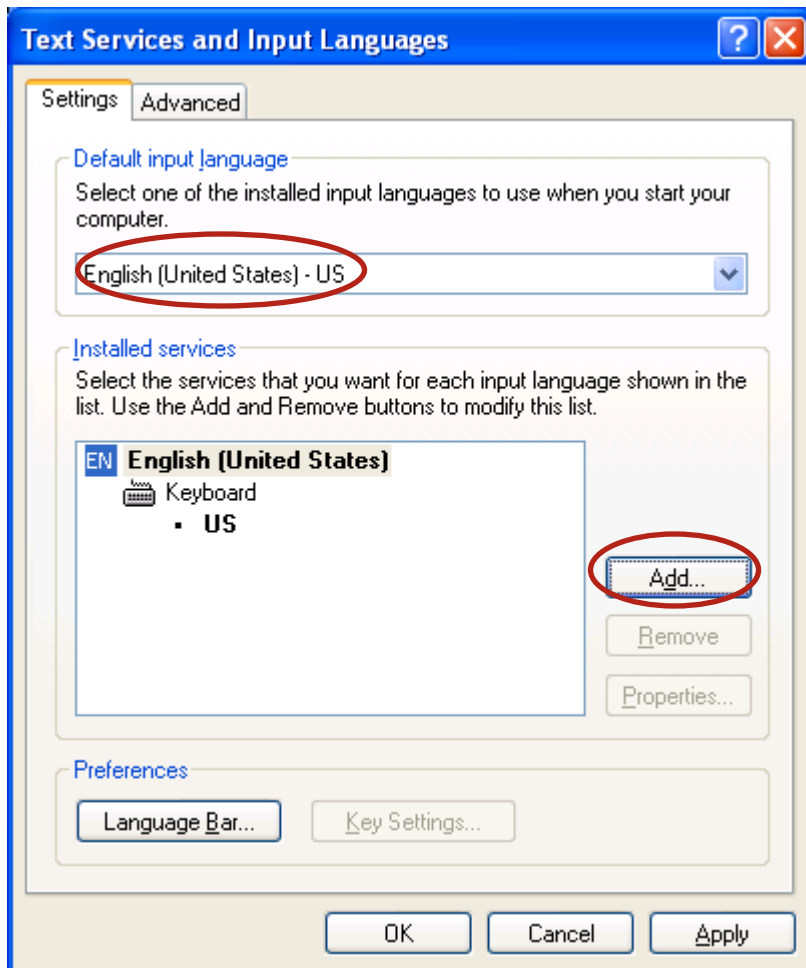 Text Services and Input Languages
Settings
Advanced
Default input language
Select one of the installed input languages to use when you start your
computer.
English (United States) - US
Installed services
Select the services that you want for each input language shown in the
list. Use the Add and Remove buttons to modify this list.
EN English (United States)
Keyboard
• US
Add...
Remove
Properties...
Preferences
Language Bar...
Key Settings...
OK
Cancel
Apply